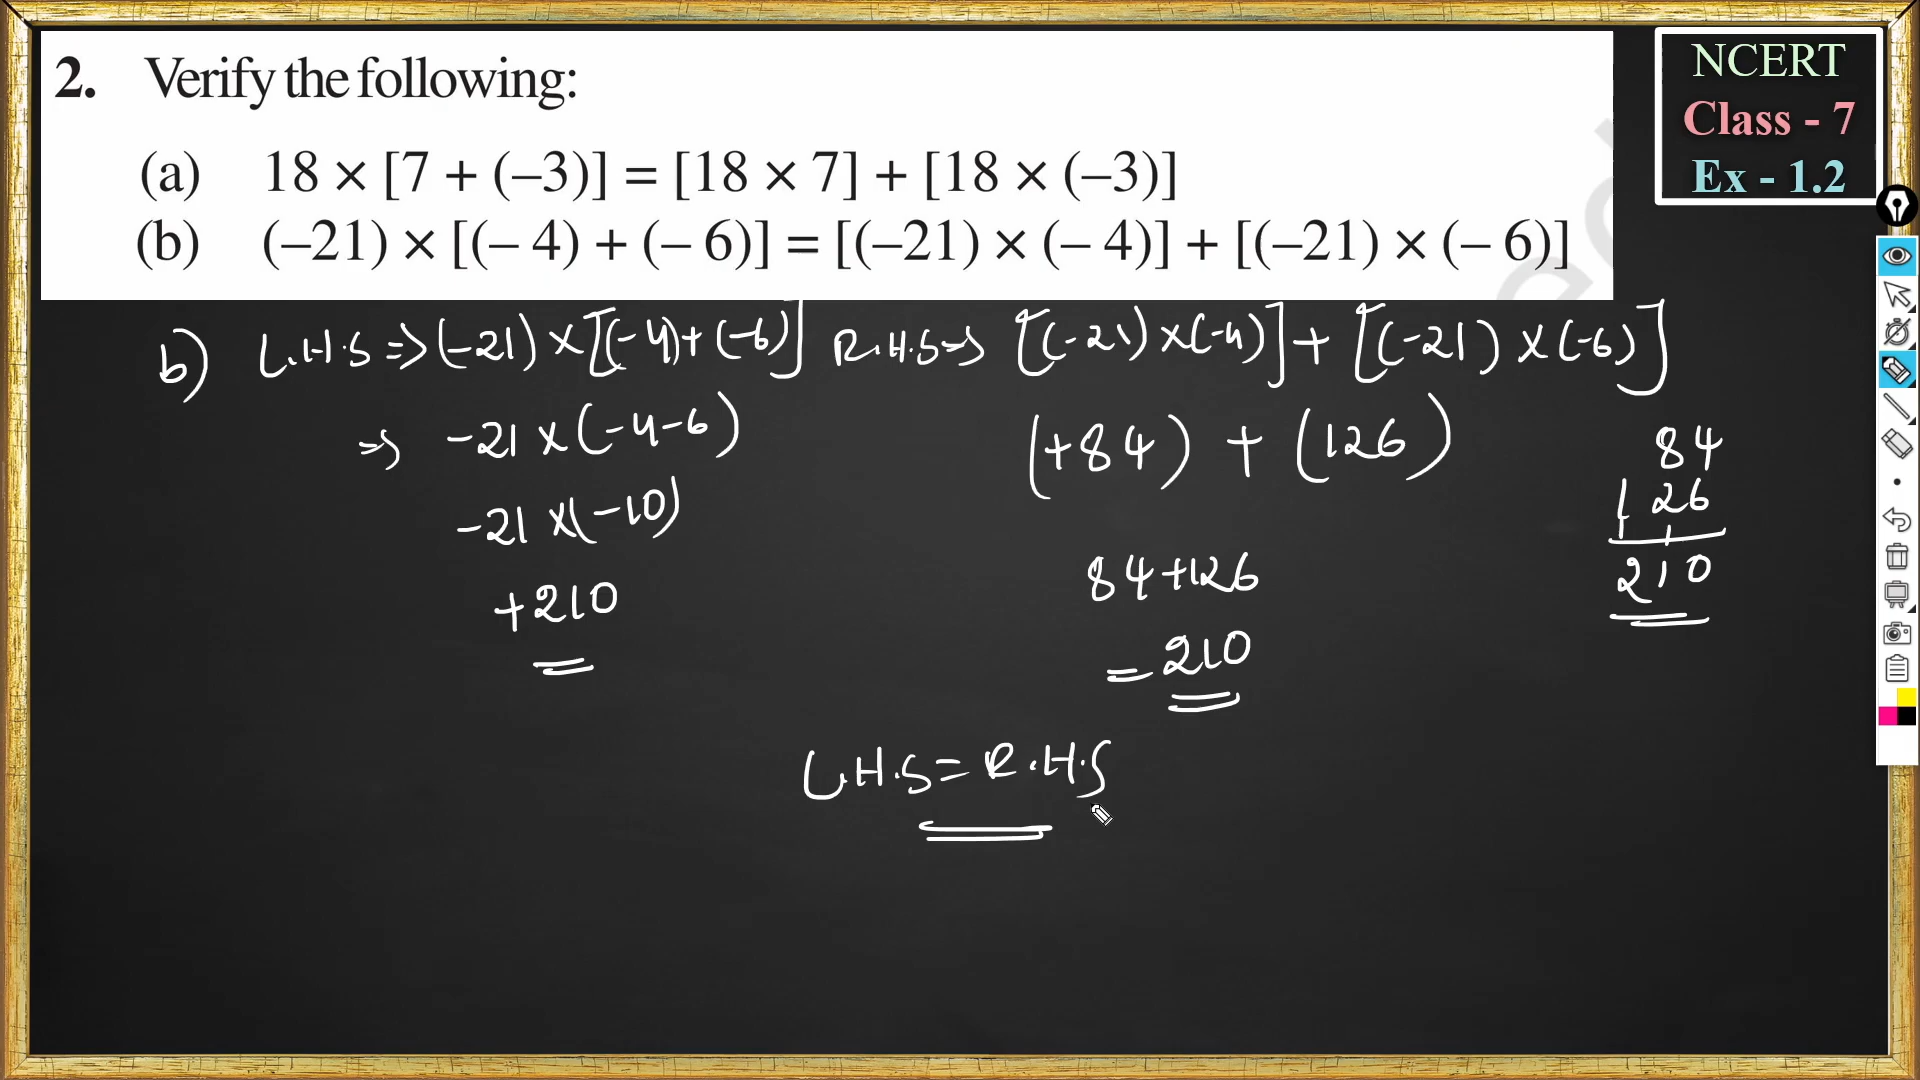 2. Verify the following:
(a) 18 × [7 + (–3)] = [18 × 7] + [18 × (–3)]
(b) (–21) × [(– 4) + (– 6)] = [(–21) × (– 4)] + [(–21) × (– 6)]
NCERT
Class - 7
Ex - 1.2
b) L.H.S => (-21) × [(-4) + (-6)] R.H.S => [(-21) × (-4)] + [(-21) × (-6)]
=> -21 × (-4-6)
(+84) + (126)
-21 × (-10)
+210
84+126
= 210
84
126
1 1
210
L.H.S = R.H.S